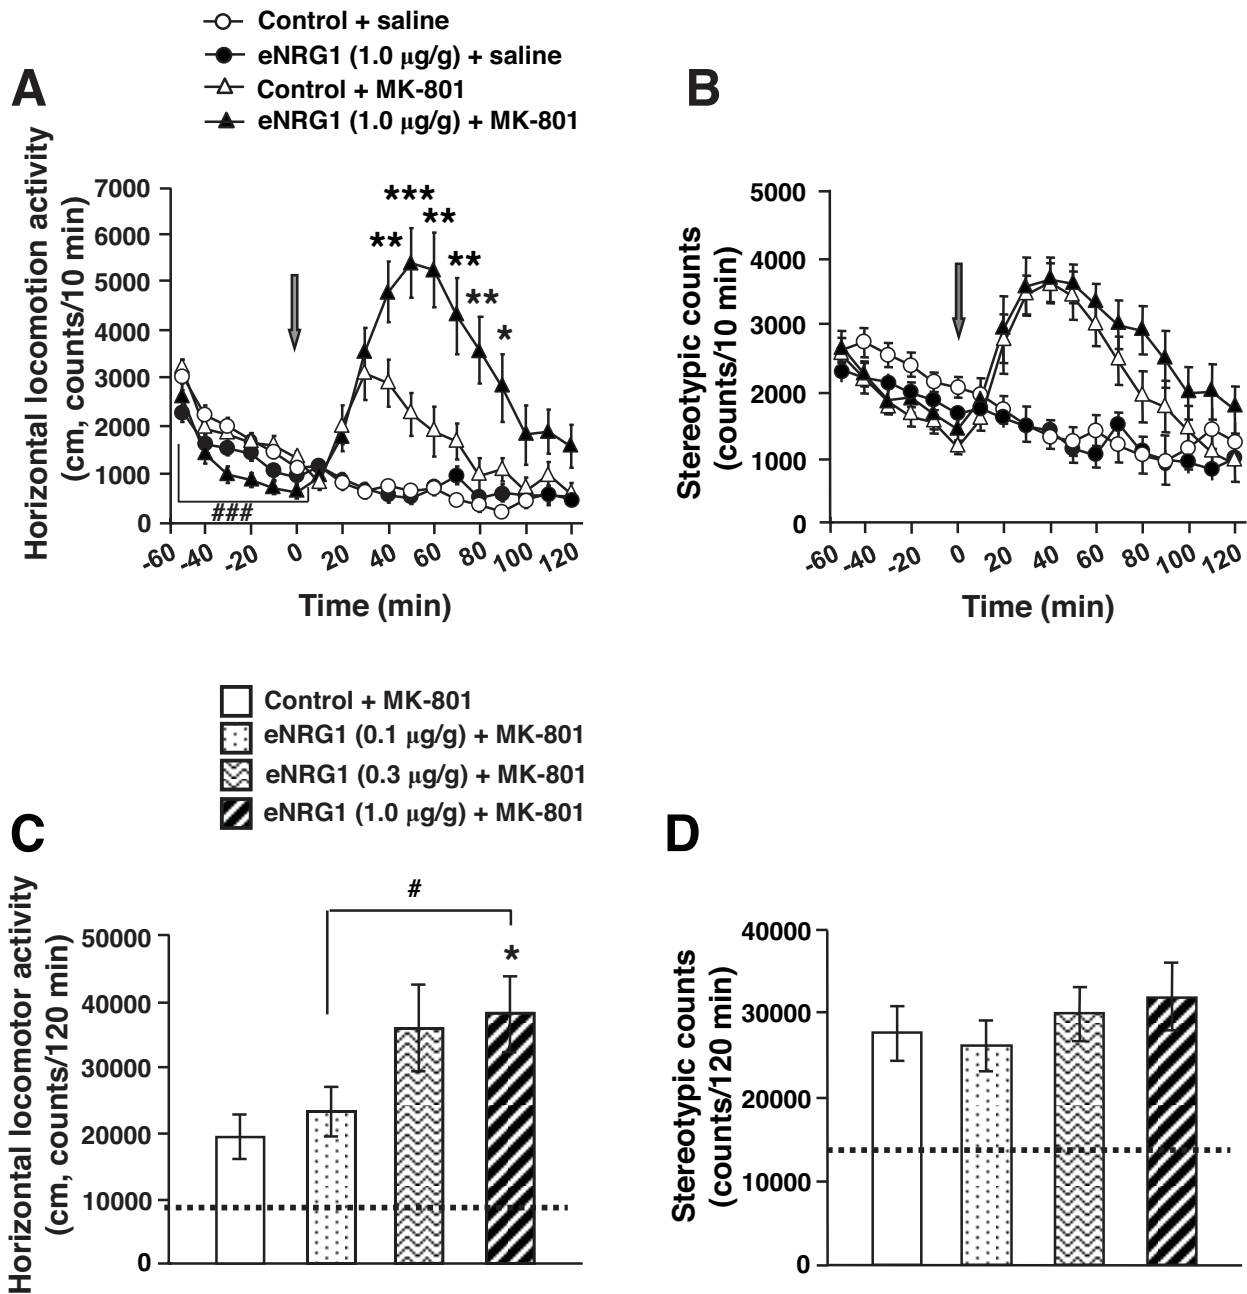 Control + saline
eNRG1 (1.0 μg/g) + saline
Control + MK-801
eNRG1 (1.0 μg/g) + MK-801
A
Horizontal locomotion activity
(cm, counts/10 min)
7000
6000
5000
4000
3000
2000
1000
0
***
**
**
**
**
*
###
-60 -40 -20 0 20 40 60 80 100 120
Time (min)
B
Stereotypic counts
(counts/10 min)
5000
4000
3000
2000
1000
0
-60 -40 -20 0 20 40 60 80 100 120
Time (min)
Control + MK-801
eNRG1 (0.1 μg/g) + MK-801
eNRG1 (0.3 μg/g) + MK-801
eNRG1 (1.0 μg/g) + MK-801
C
Horizontal locomotor activity
(cm, counts/120 min)
50000
40000
30000
20000
10000
0
#
*
D
Stereotypic counts
(counts/120 min)
40000
30000
20000
10000
0